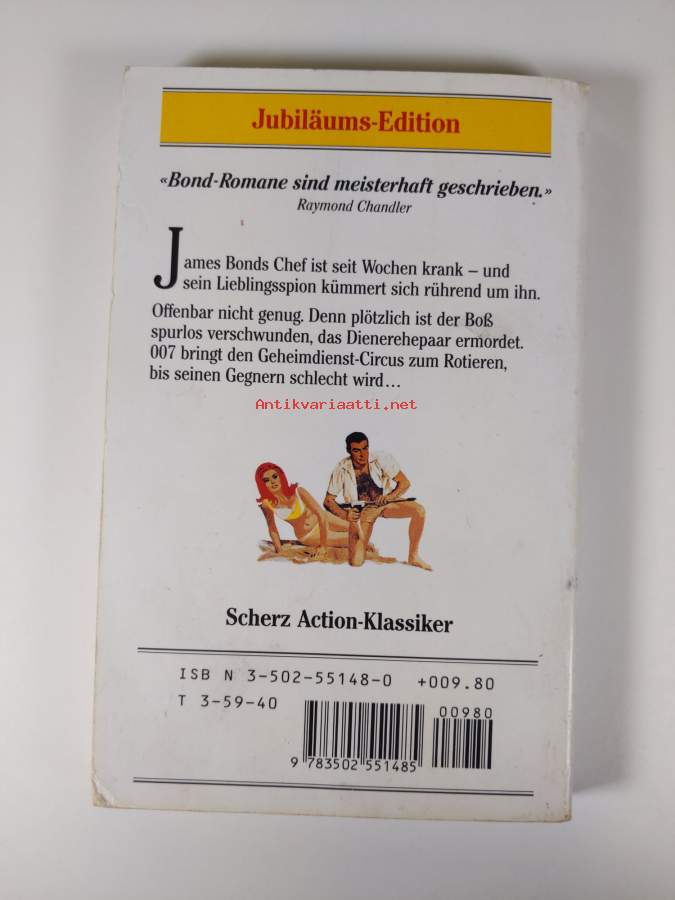 Jubiläums-Edition
«Bond-Romane sind meisterhaft geschrieben.»
Raymond Chandler
James Bonds Chef ist seit Wochen krank – und
sein Lieblingsspion kümmert sich rührend um ihn.
Offenbar nicht genug. Denn plötzlich ist der Boß
spurlos verschwunden, das Dienerehepaar ermordet.
007 bringt den Geheimdienst-Circus zum Rotieren,
bis seinen Gegnern schlecht wird…
Antikvariaatti.net
Scherz Action-Klassiker
ISB N 3-502-55148-0 +009.80
T 3-59-40
00980
9 783502 551485